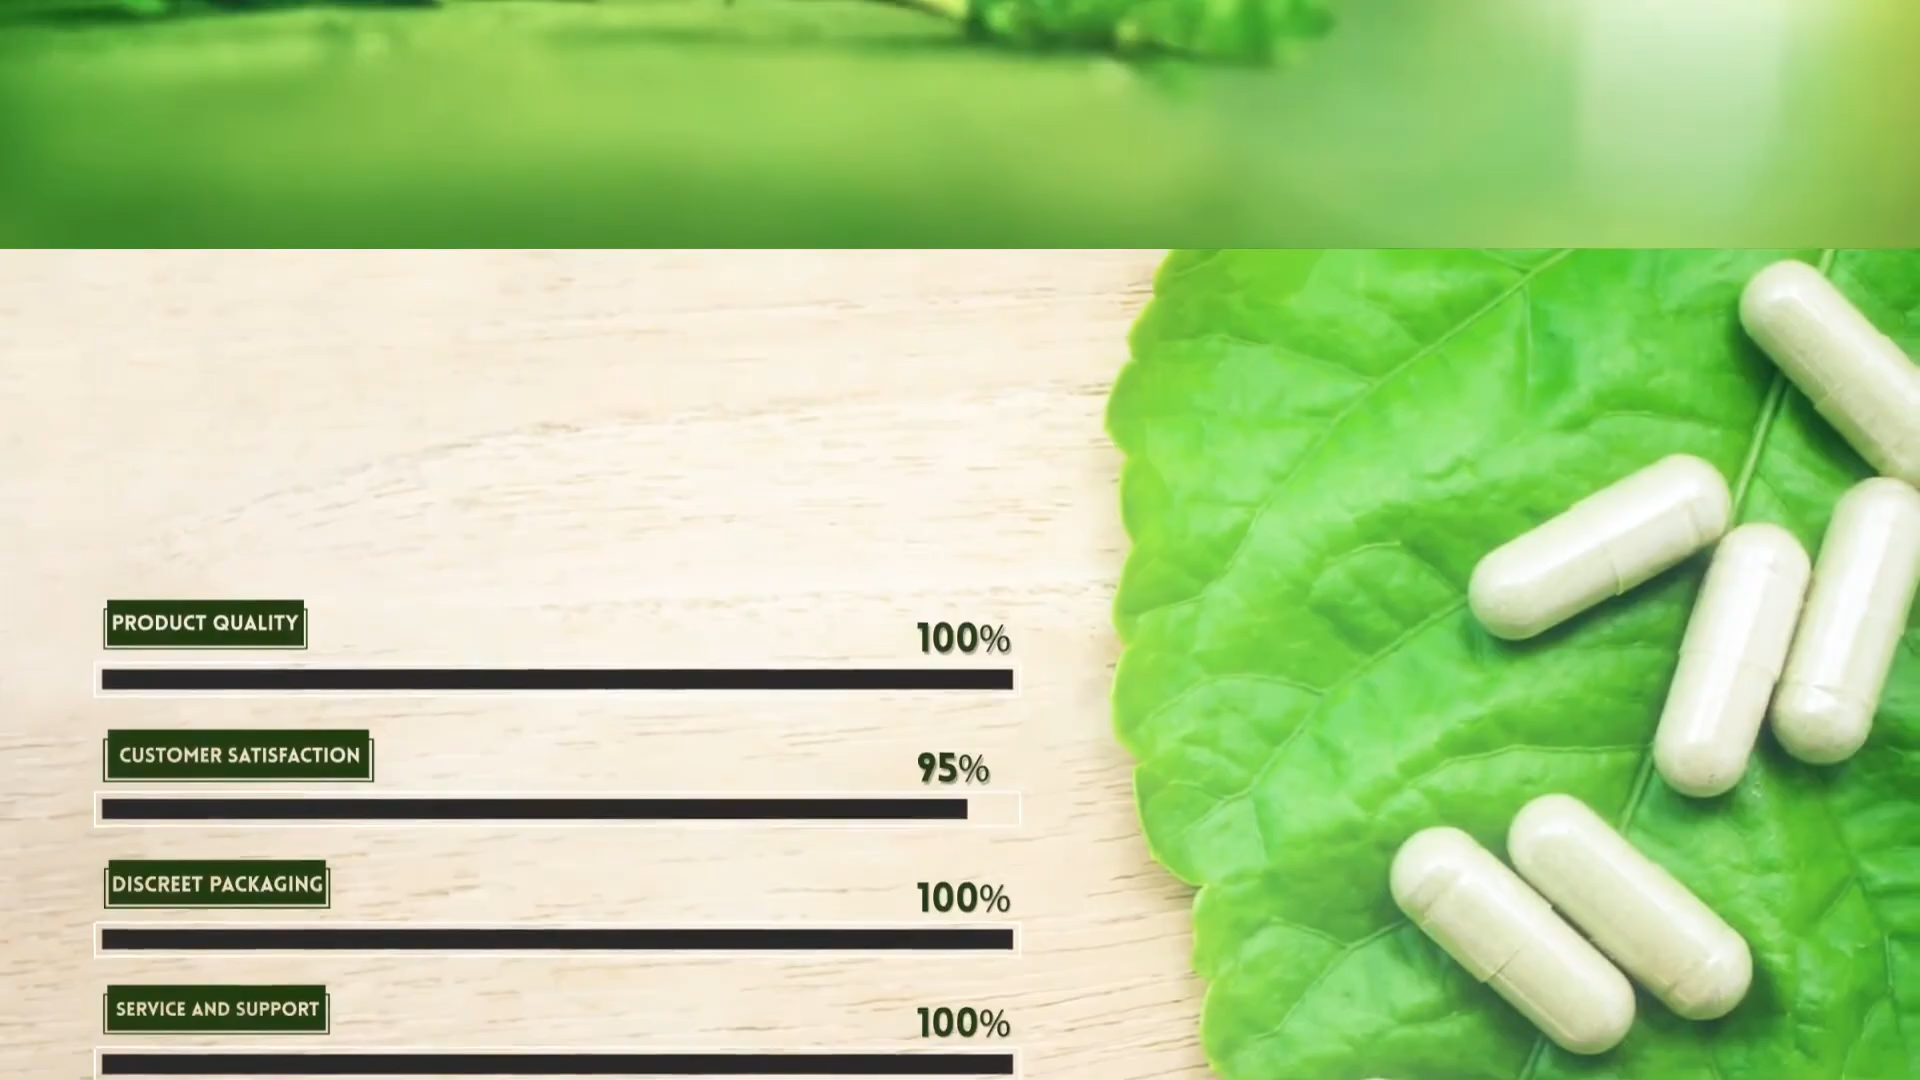 PRODUCT QUALITY
100%
CUSTOMER SATISFACTION
95%
DISCREET PACKAGING
100%
SERVICE AND SUPPORT
100%